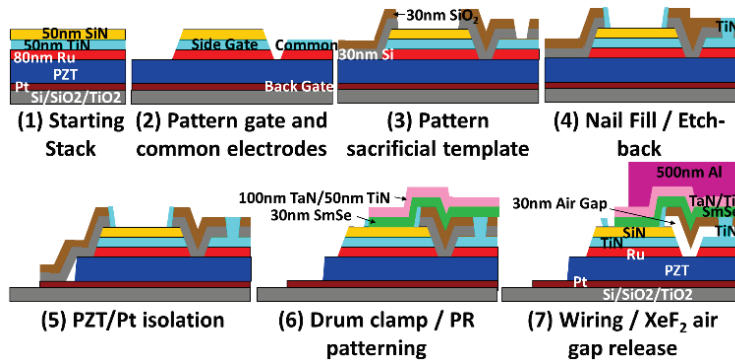 50nm SiN
50nm TiN
80nm Ru
PZT
Pt
Si/SiO2/TiO2
(1) Starting
Stack
Side Gate
Common
Back Gate
(2) Pattern gate and
common electrodes
30nm SiO₂
30nm Si
(3) Pattern
sacrificial template
TiN
(4) Nail Fill / Etch-
back
(5) PZT/Pt isolation
100nm TaN/50nm TiN
30nm SmSe
(6) Drum clamp / PR
patterning
500nm Al
30nm Air Gap
TaN/Ti
SmSe
SiN
TiN
TiN
Ru
PZT
Pt
Si/SiO2/TiO2
(7) Wiring / XeF₂ air
gap release